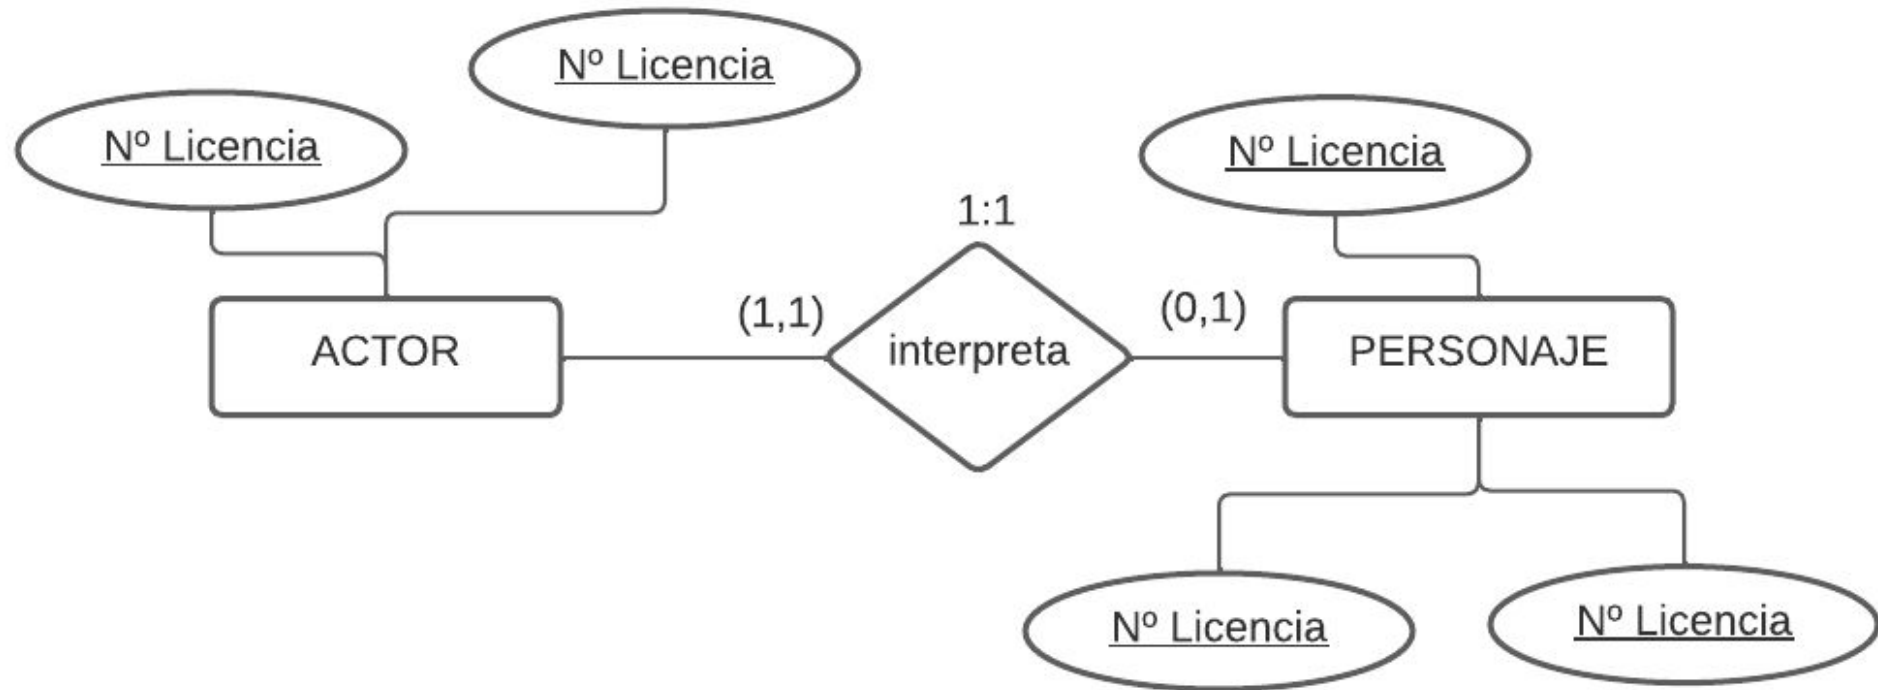 Nº Licencia
Nº Licencia
Nº Licencia
1:1
(1,1)
(0,1)
ACTOR
interpreta
PERSONAJE
Nº Licencia
Nº Licencia